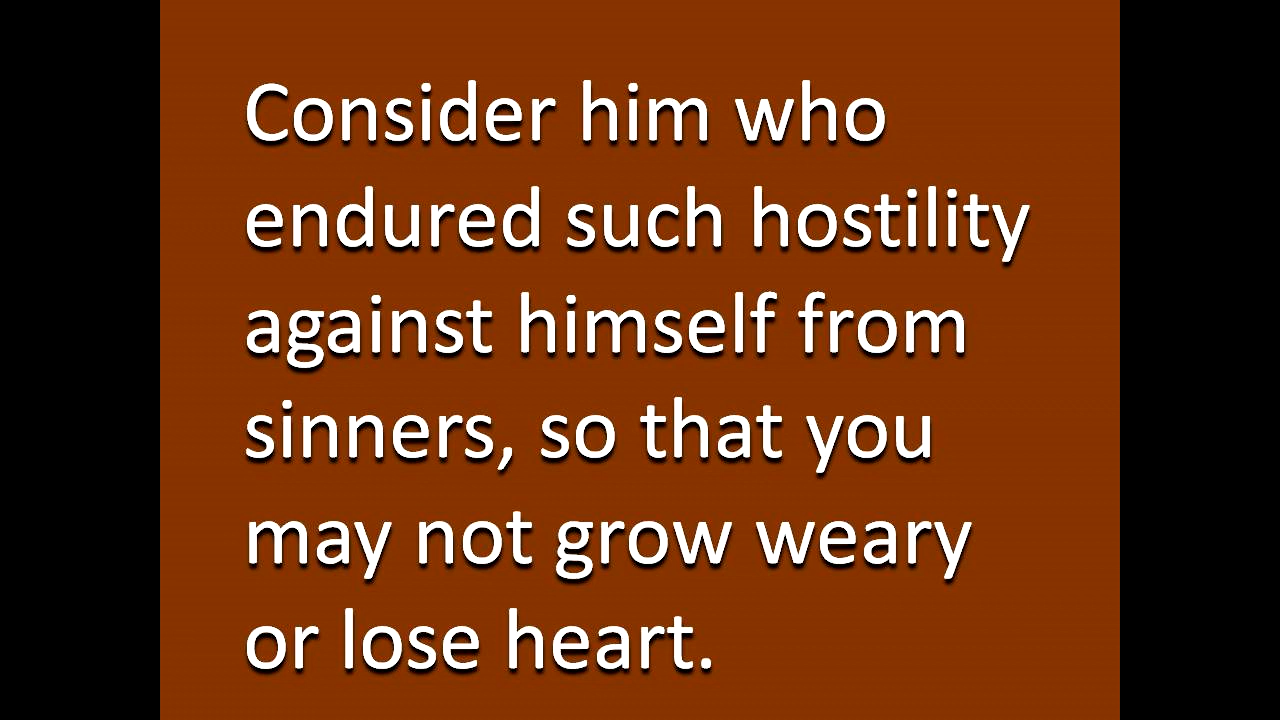 Consider him who
endured such hostility
against himself from
sinners, so that you
may not grow weary
or lose heart.